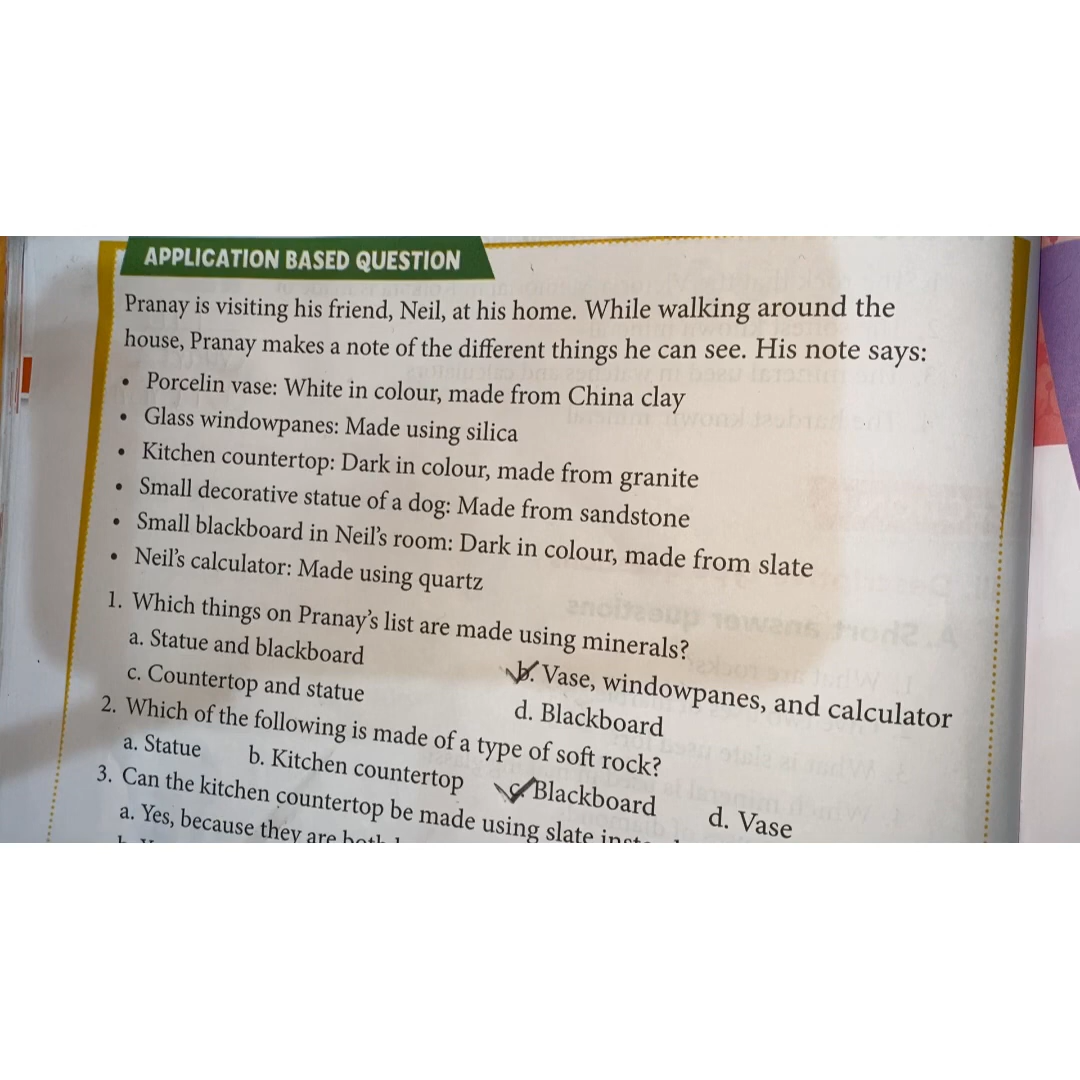 APPLICATION BASED QUESTION
Pranay is visiting his friend, Neil, at his home. While walking around the
house, Pranay makes a note of the different things he can see. His note says:
• Porcelin vase: White in colour, made from China clay
• Glass windowpanes: Made using silica
• Kitchen countertop: Dark in colour, made from granite
• Small decorative statue of a dog: Made from sandstone
• Small blackboard in Neil's room: Dark in colour, made from slate
• Neil's calculator: Made using quartz
1. Which things on Pranay's list are made using minerals?
a. Statue and blackboard
b. Vase, windowpanes, and calculator
c. Countertop and statue
d. Blackboard
2. Which of the following is made of a type of soft rock?
a. Statue b. Kitchen countertop c. Blackboard d. Vase
3. Can the kitchen countertop be made using slate
a. Yes, because they are both